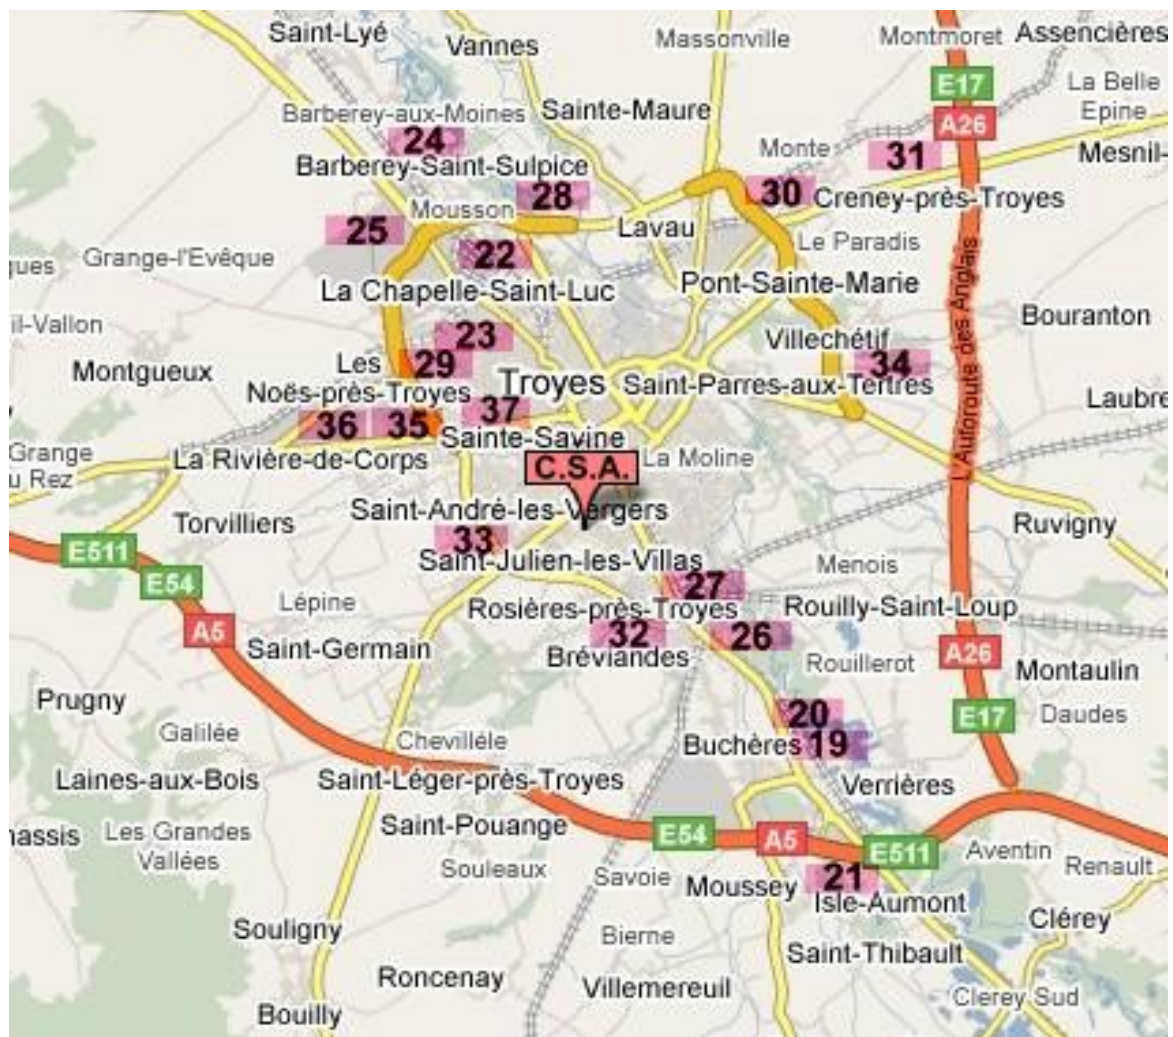 Saint-Lyé
Vannes
Massonville
Montmoret
Assencières
E17
La Belle
Epine
Barberey-aux-Moines
Sainte-Maure
A26
24
Monte
31
Mesnil-
Barberey-Saint-Sulpice
28
30
Creney-près-Troyes
Mousson
25
Lavau
Le Paradis
22
Grange-l'Evêque
gues
La Chapelle-Saint-Luc
Pont-Sainte-Marie
L'Autoroute des Anglais
Bouranton
il-Vallon
23
Villechétif
Les
29
34
Montgueux
Noës-près-Troyes
Troyes
Saint-Parres-aux-Tertres
Laubre
37
36
35
Sainte-Savine
Grange
u Rez
La Rivière-de-Corps
C.S.A.
La Moline
Saint-André-les-Vergers
Torvilliers
Ruvigny
33
E511
Saint-Julien-les-Villas
Menois
E54
27
Lépine
Rosières-près-Troyes
Rouilly-Saint-Loup
A5
32
26
Saint-Germain
Bréviandes
Rouillerot
A26
Montaulin
Prugny
20
E17
Daudes
Galilée
Chevilléle
Buchères
19
Laines-aux-Bois
Saint-Léger-près-Troyes
Verrières
Saint-Pouange
Les Grandes
Vallées
hassis
E54
A5
E511
Aventin
Renault
Souleaux
Savoie
Moussey
21
Isle-Aumont
Clérey
Souligny
Bierne
Saint-Thibault
Roncenay
Villemereuil
Clerey Sud
Bouilly